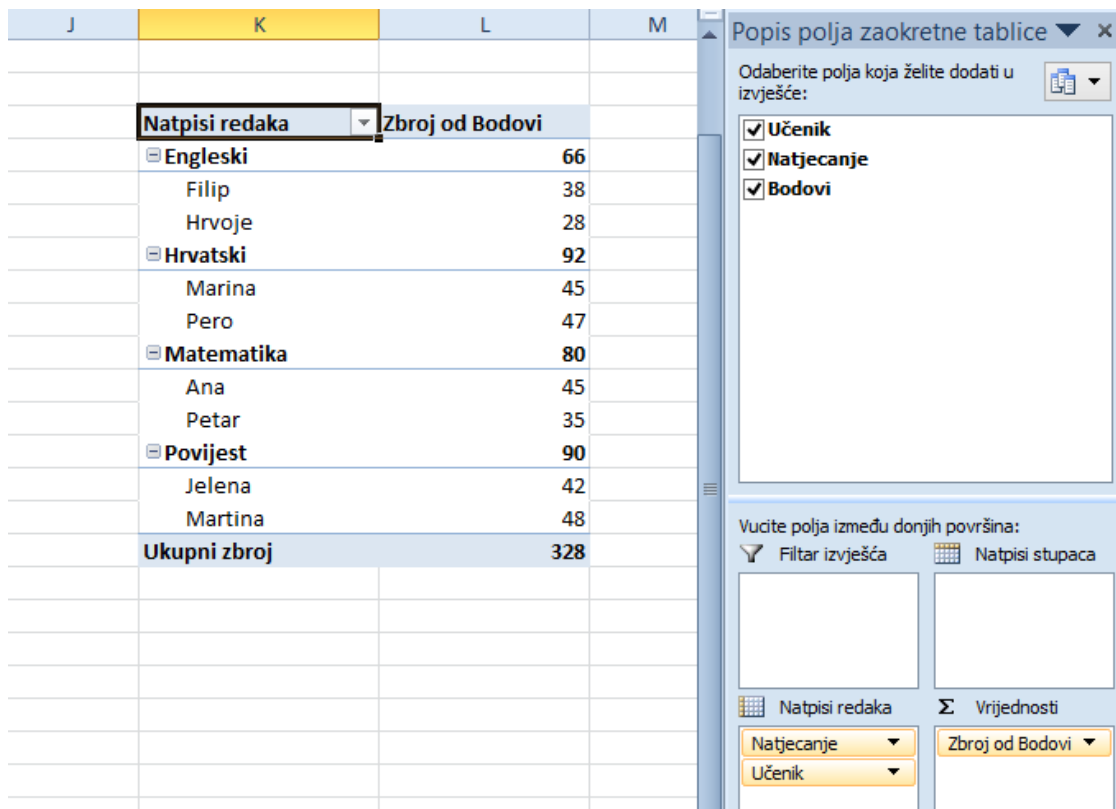 J K L M
Natpisi redaka Zbroj od Bodovi
Engleski 66
Filip 38
Hrvoje 28
Hrvatski 92
Marina 45
Pero 47
Matematika 80
Ana 45
Petar 35
Povijest 90
Jelena 42
Martina 48
Ukupni zbroj 328
Popis polja zaokretne tablice
Odaberite polja koja želite dodati u
izvješće:
Učenik
Natjecanje
Bodovi
Vucite polja između donjih površina:
Filtar izvješća Natpisi stupaca
Natpisi redaka Σ Vrijednosti
Natjecanje Zbroj od Bodovi
Učenik